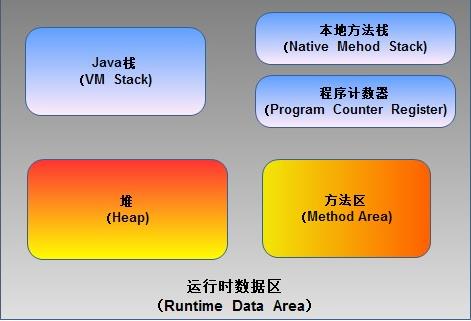 Java栈
(VM Stack)
本地方法栈
(Native Mehod Stack)
程序计数器
(Program Counter Register)
堆
(Heap)
方法区
(Method Area)
运行时数据区
(Runtime Data Area)